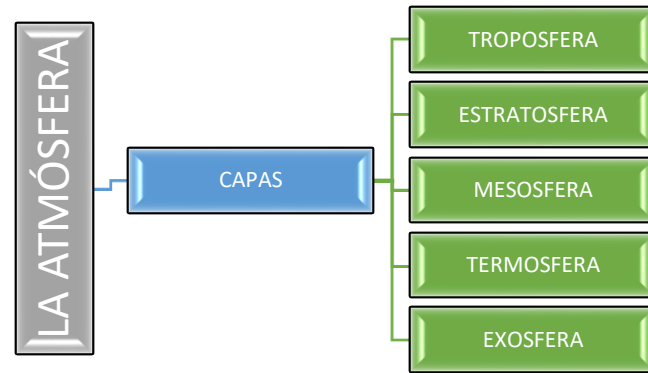 LA ATMÓSFERA
CAPAS
TROPOSFERA
ESTRATOSFERA
MESOSFERA
TERMOSFERA
EXOSFERA